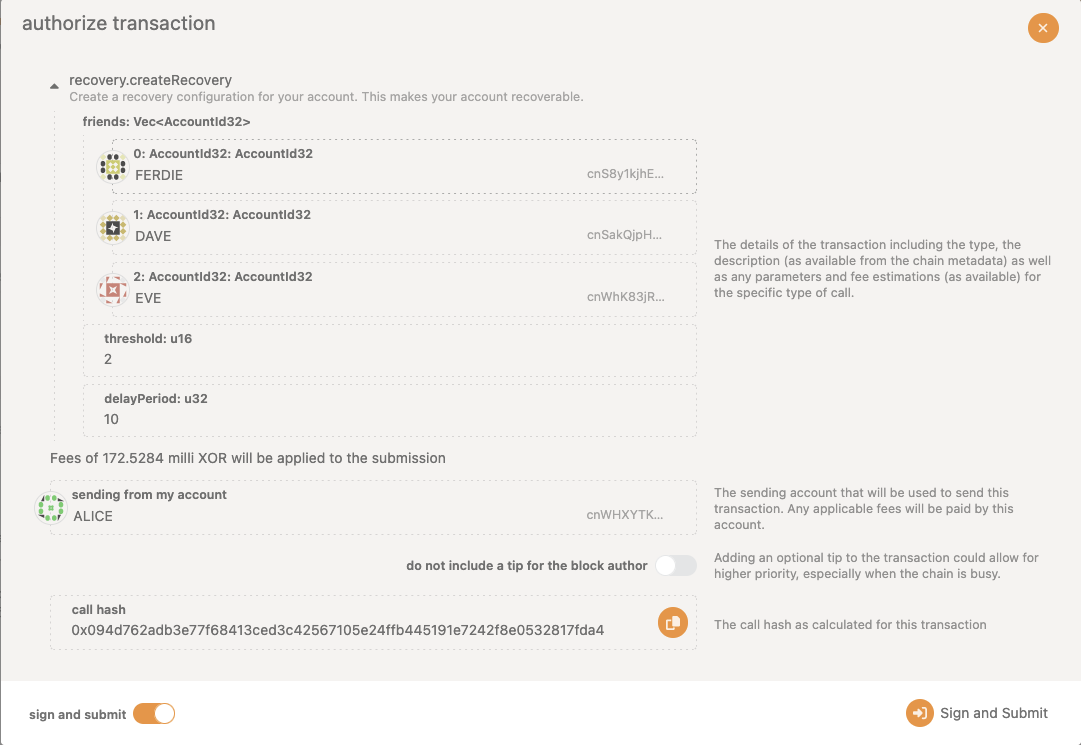 authorize transaction
recovery.createRecovery
Create a recovery configuration for your account. This makes your account recoverable.
friends: Vec<AccountId32>
0: AccountId32: AccountId32
FERDIE
cnS8y1kjhE...
1: AccountId32: AccountId32
DAVE
cnSakQjpH...
2: AccountId32: AccountId32
EVE
cnWhK83jR...
threshold: u16
2
delayPeriod: u32
10
The details of the transaction including the type, the
description (as available from the chain metadata) as well
as any parameters and fee estimations (as available) for
the specific type of call.
Fees of 172.5284 milli XOR will be applied to the submission
sending from my account
ALICE
cnWHXYTK...
The sending account that will be used to send this
transaction. Any applicable fees will be paid by this
account.
do not include a tip for the block author
Adding an optional tip to the transaction could allow for
higher priority, especially when the chain is busy.
call hash
0x094d762adb3e77f68413ced3c42567105e24ffb445191e7242f8e0532817fda4
The call hash as calculated for this transaction
sign and submit
Sign and Submit